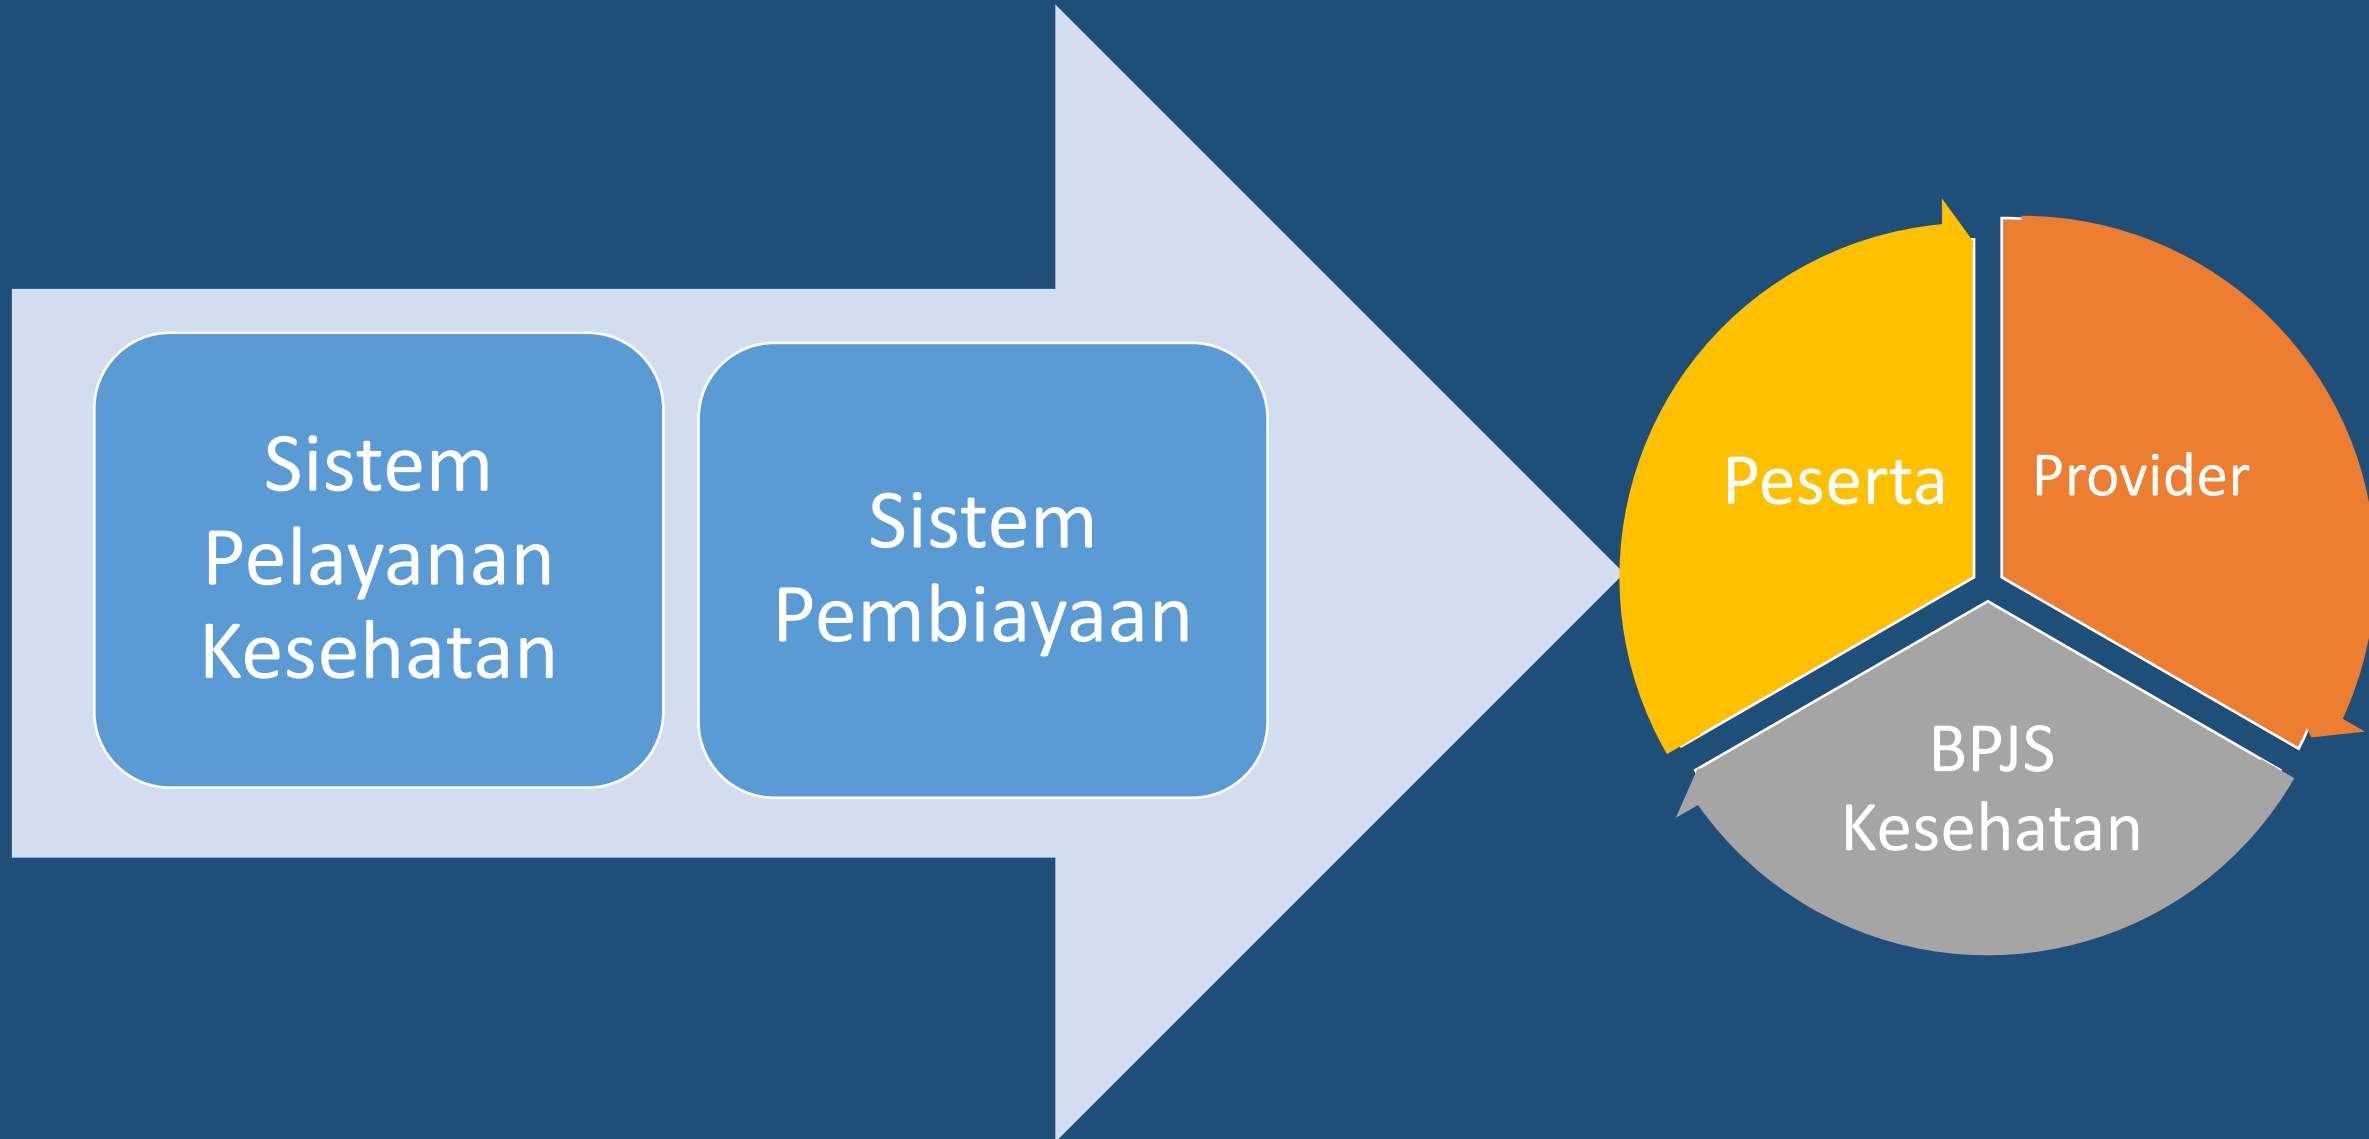 Sistem
Pelayanan
Kesehatan
Sistem
Pembiayaan
Peserta
Provider
BPJS
Kesehatan